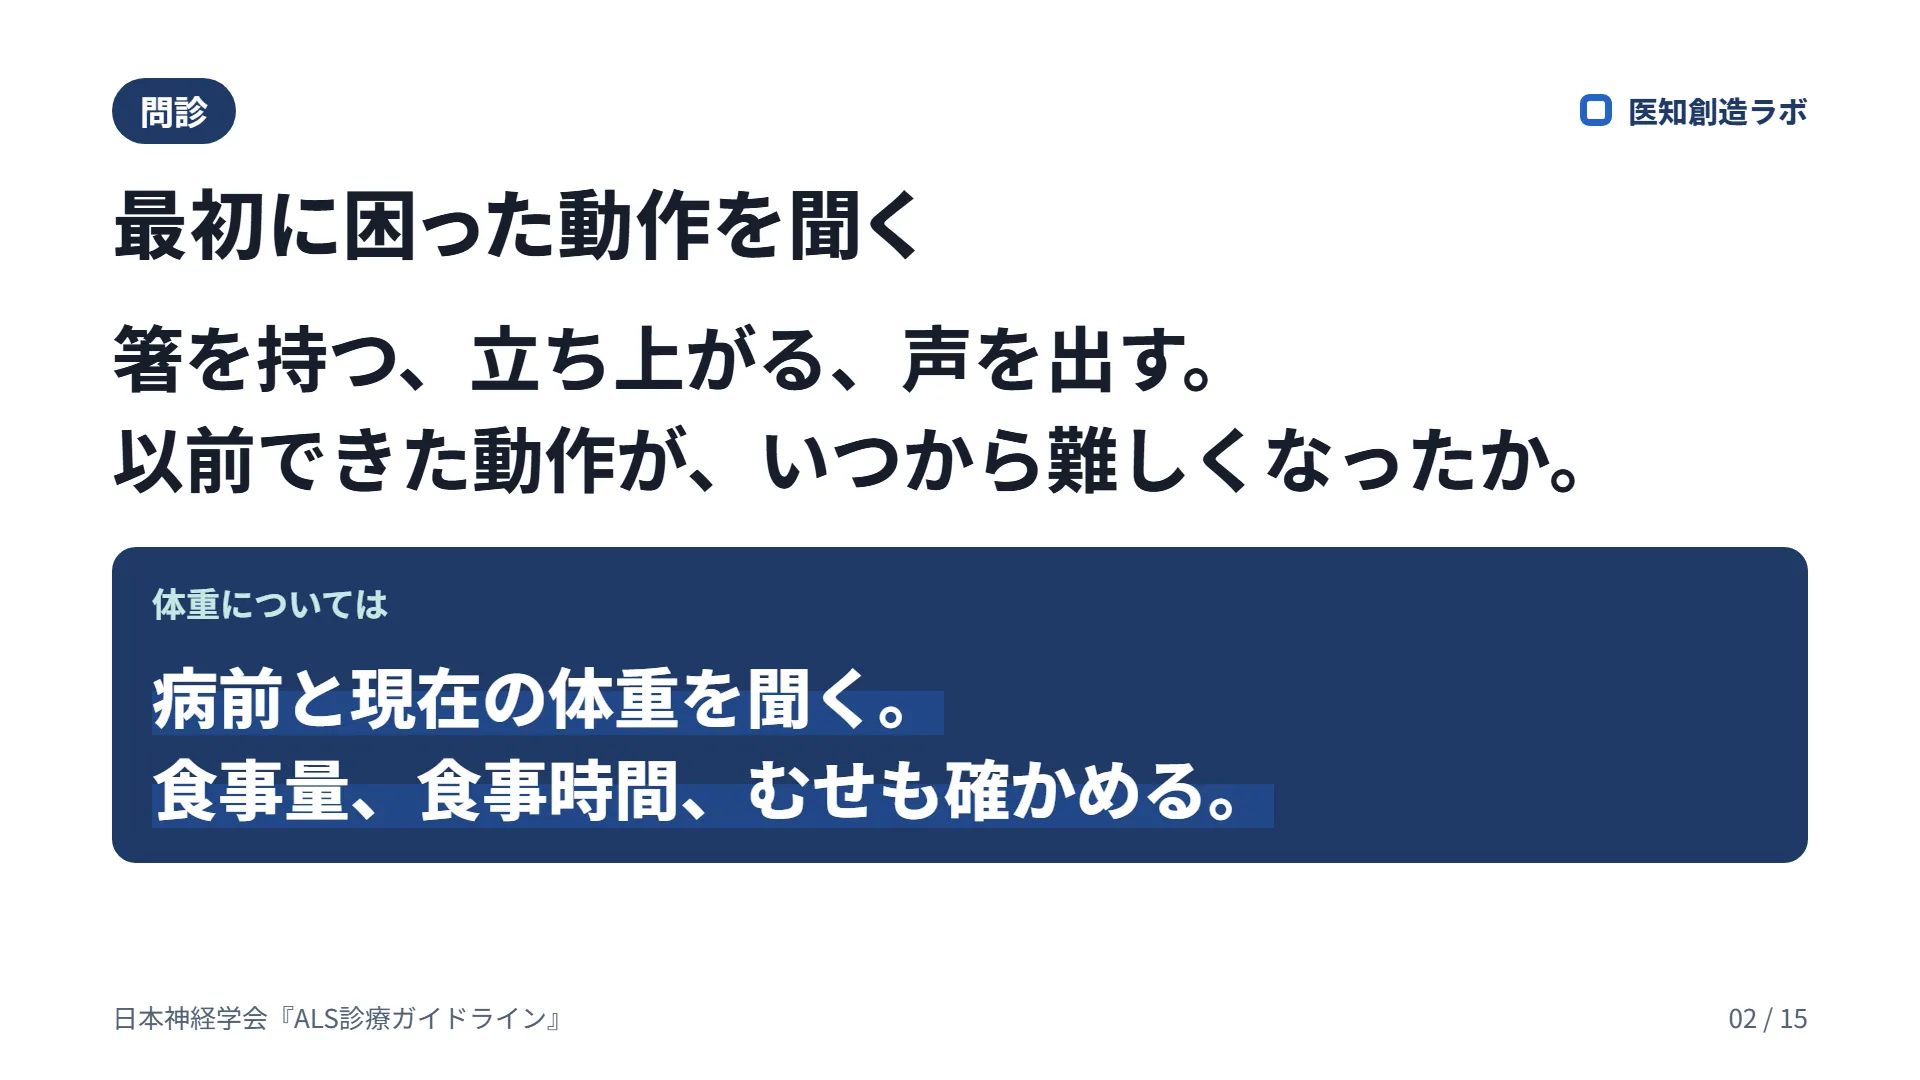 問診
医知創造ラボ
最初に困った動作を聞く
箸を持つ、立ち上がる、声を出す。
以前できた動作が、いつから難しくなったか。
体重については
病前と現在の体重を聞く。
食事量、食事時間、むせも確かめる。
日本神経学会『ALS診療ガイドライン』
02 / 15